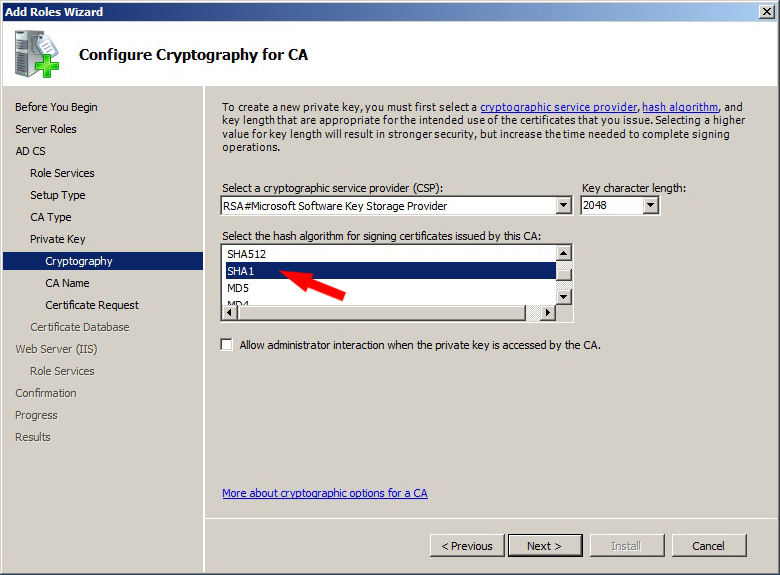 Add Roles Wizard
Configure Cryptography for CA
Before You Begin
Server Roles
AD CS
Role Services
Setup Type
CA Type
Private Key
Cryptography
CA Name
Certificate Request
Certificate Database
Web Server (IIS)
Role Services
Confirmation
Progress
Results
To create a new private key, you must first select a cryptographic service provider, hash algorithm, and
key length that are appropriate for the intended use of the certificates that you issue. Selecting a higher
value for key length will result in stronger security, but increase the time needed to complete signing
operations.
Select a cryptographic service provider (CSP):
Key character length:
RSA#Microsoft Software Key Storage Provider
2048
Select the hash algorithm for signing certificates issued by this CA:
SHA512
SHA1
MD5
MD4
Allow administrator interaction when the private key is accessed by the CA.
More about cryptographic options for a CA
< Previous
Next >
Install
Cancel